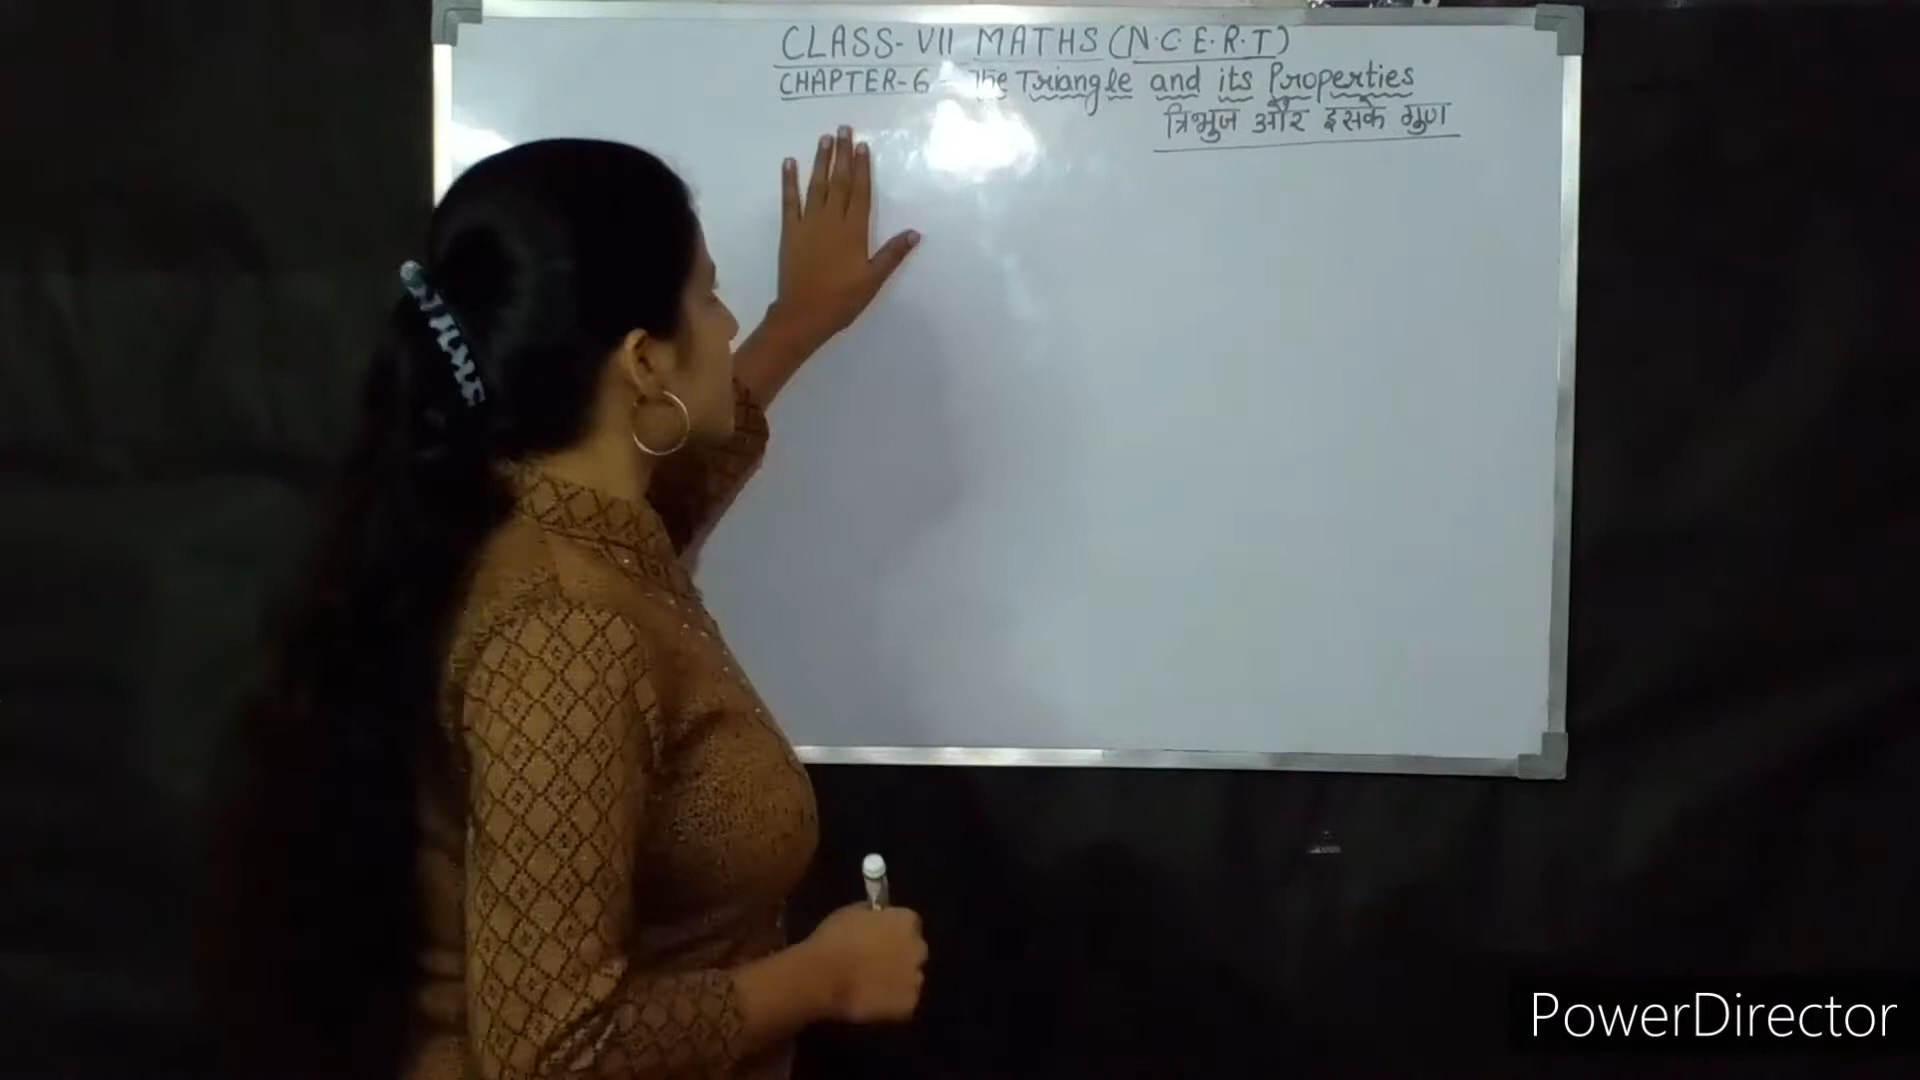 CLASS- VII MATHS (N.C.E.R.T)
CHAPTER-6 - The Triangle and its Properties
त्रिभुज और इसके गुण
PowerDirector